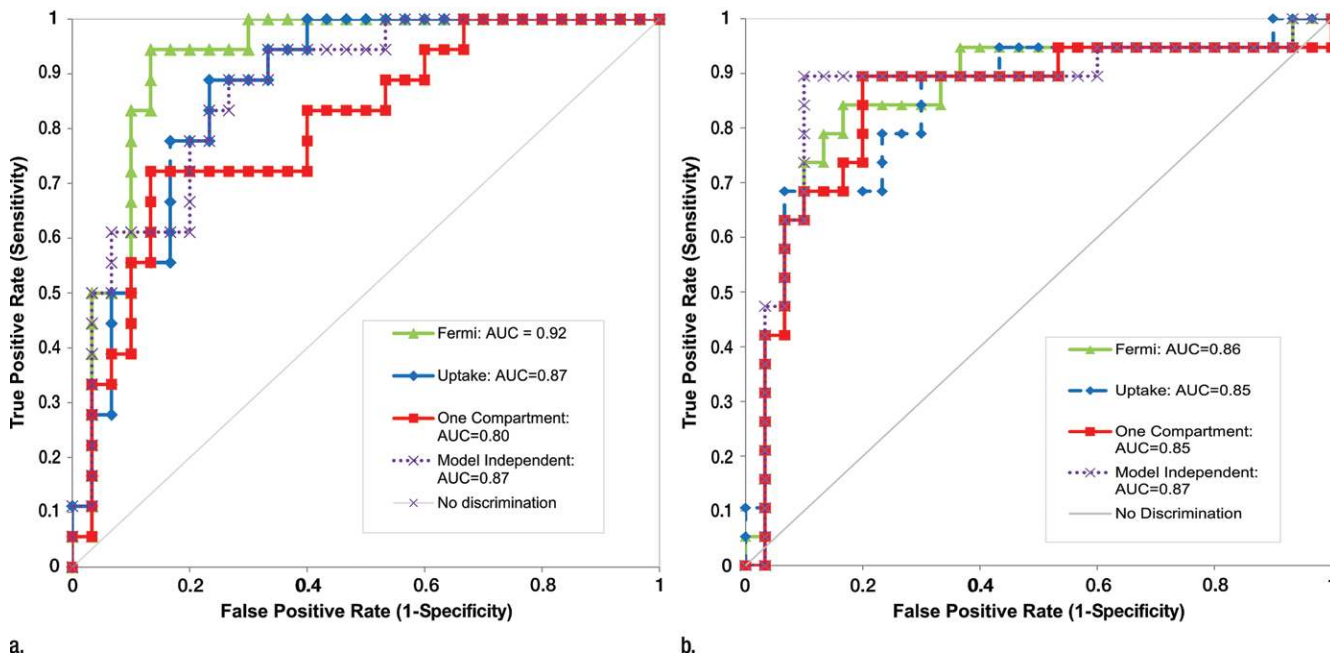 1
0.9
0.8
0.7
0.6
0.5
0.4
0.3
0.2
0.1
0
True Positive Rate (Sensitivity)
Fermi: AUC = 0.92
Uptake: AUC=0.87
One Compartment:
AUC=0.80
Model Independent:
AUC=0.87
No discrimination
0 0.2 0.4 0.6 0.8 1
False Positive Rate (1-Specificity)
a.
1
0.9
0.8
0.7
0.6
0.5
0.4
0.3
0.2
0.1
0
True Positive Rate (Sensitivity)
Fermi: AUC=0.86
Uptake: AUC=0.85
One Compartment:
AUC=0.85
Model Independent:
AUC=0.87
No Discrimination
0 0.2 0.4 0.6 0.8 1
False Positive Rate (1-Specificity)
b.